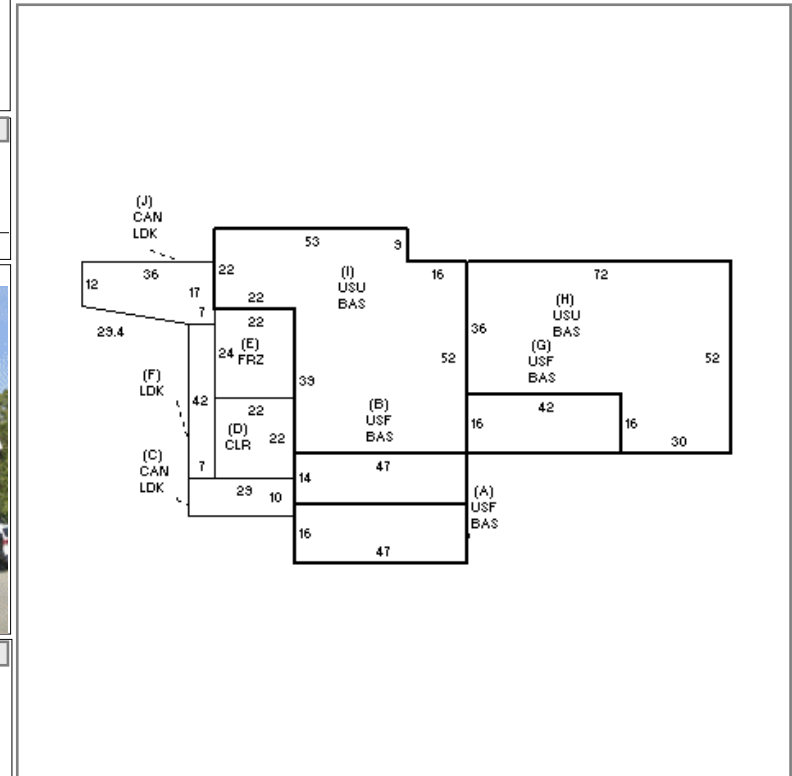 (J)
CAN
LDK
53
9
36
12
17
22
7
29.4
22
(I)
USU
BAS
16
72
(H)
USU
BAS
36
(G)
USF
BAS
52
52
22
24
(E)
FRZ
39
(F)
LDK
42
22
(D)
CLR
22
(B)
USF
BAS
42
16
16
30
(C)
CAN
LDK
7
29
10
47
14
(A)
USF
BAS
16
47